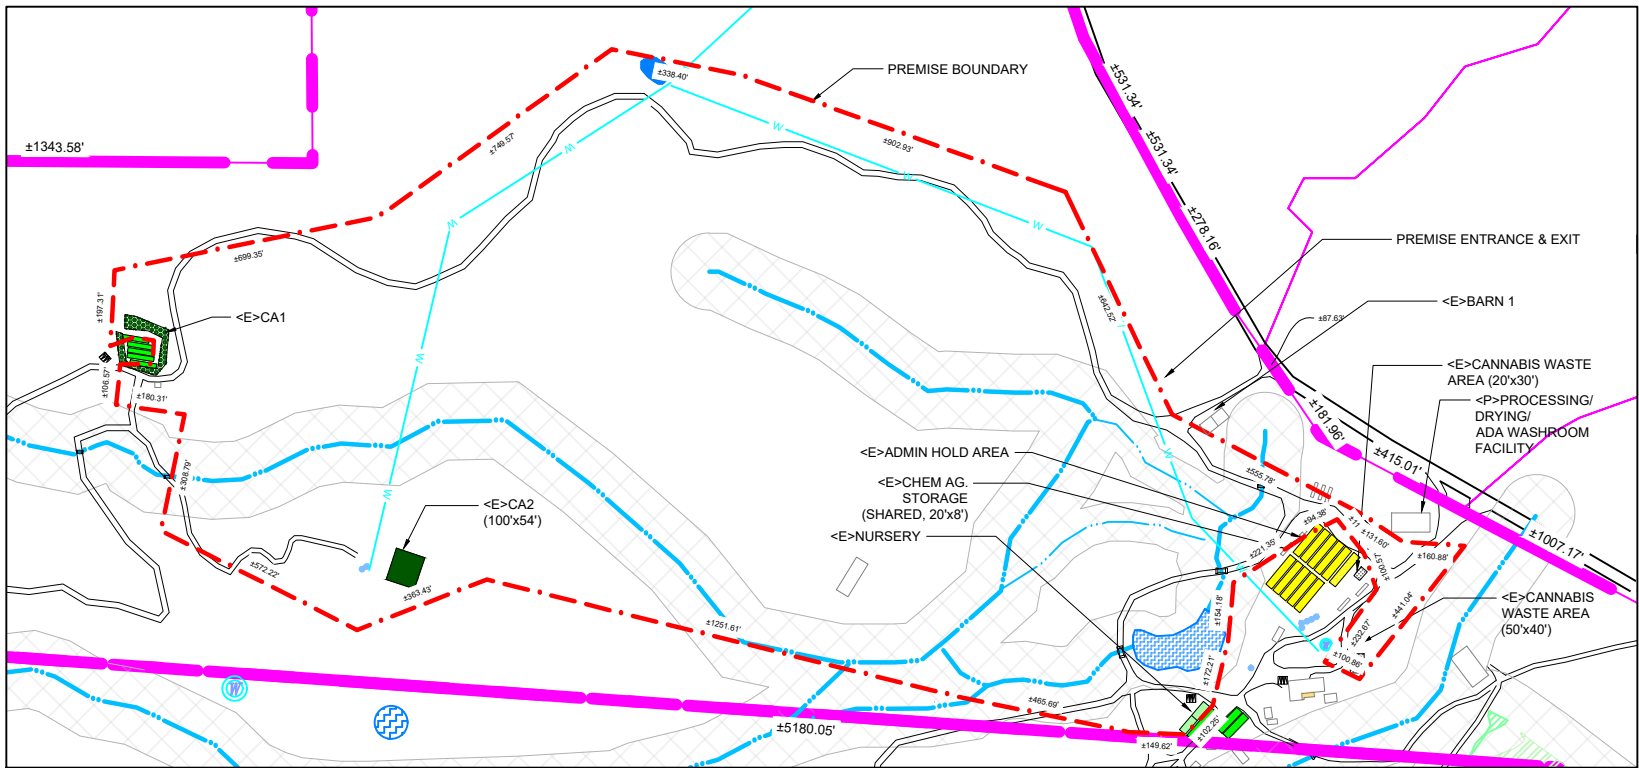 PREMISE BOUNDARY
±338.40'
±531.34'
±531.34'
±1343.58'
±749.57'
±902.93'
±278.16'
PREMISE ENTRANCE & EXIT
±699.35'
±197.31'
<E>CA1
±642.52'
<E>BARN 1
±87.63'
±106.57'
±180.31'
<E>CANNABIS WASTE
AREA (20'x30')
<P>PROCESSING/
DRYING/
ADA WASHROOM
FACILITY
±181.96'
±415.01'
<E>ADMIN HOLD AREA
<E>CHEM AG.
STORAGE
(SHARED, 20'x8')
<E>NURSERY
±308.79'
<E>CA2
(100'x54')
±555.78'
±94.38'
±11
±131.60'
±1007.17'
±160.88'
±221.35'
±100.57'
±572.22'
±363.43'
±154.18'
±441.04'
<E>CANNABIS
WASTE AREA
(50'x40')
±1251.61'
±232.67'
±100.86'
±172.21'
±465.69'
±5180.05'
±102.25'
±149.62'
W
W
W
W
W
W
W
W
W
W
W